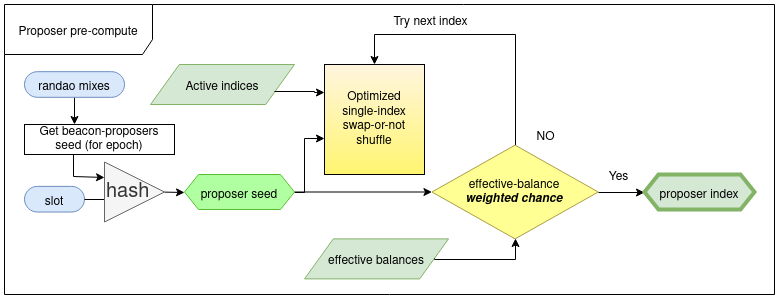 Proposer pre-compute
Try next index
randao mixes
Active indices
Optimized
single-index
swap-or-not
shuffle
Get beacon-proposers
seed (for epoch)
NO
hash
slot
proposer seed
effective-balance
weighted chance
Yes
proposer index
effective balances